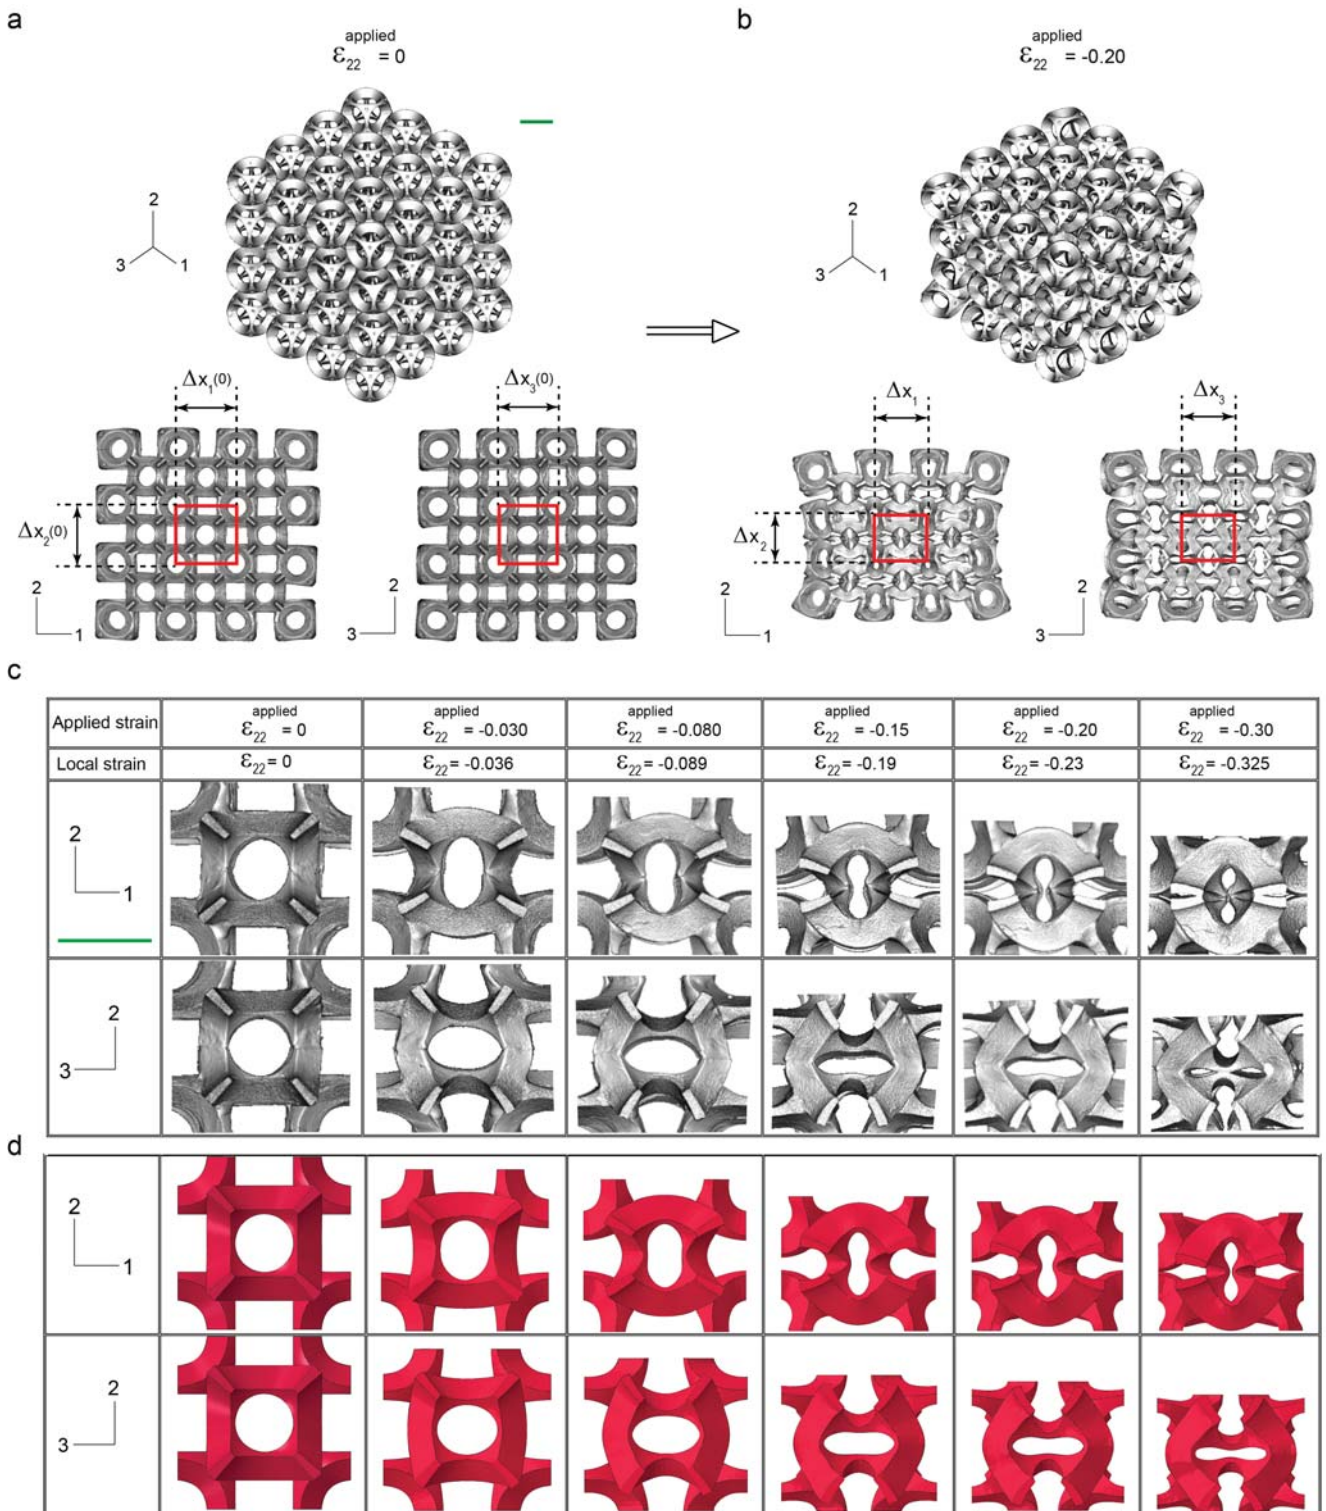 a
b
applied
ε22 = 0
applied
ε22 = -0.20
2
3
1
2
3
1
Δx1(0)
Δx3(0)
Δx1
Δx3
Δx2(0)
Δx2
2
1
2
3
2
1
2
3
c
Applied strain
applied
ε22 = 0
applied
ε22 = -0.030
applied
ε22 = -0.080
applied
ε22 = -0.15
applied
ε22 = -0.20
applied
ε22 = -0.30
Local strain
ε22= 0
ε22= -0.036
ε22= -0.089
ε22= -0.19
ε22= -0.23
ε22= -0.325
2
1
2
3
d
2
1
2
3